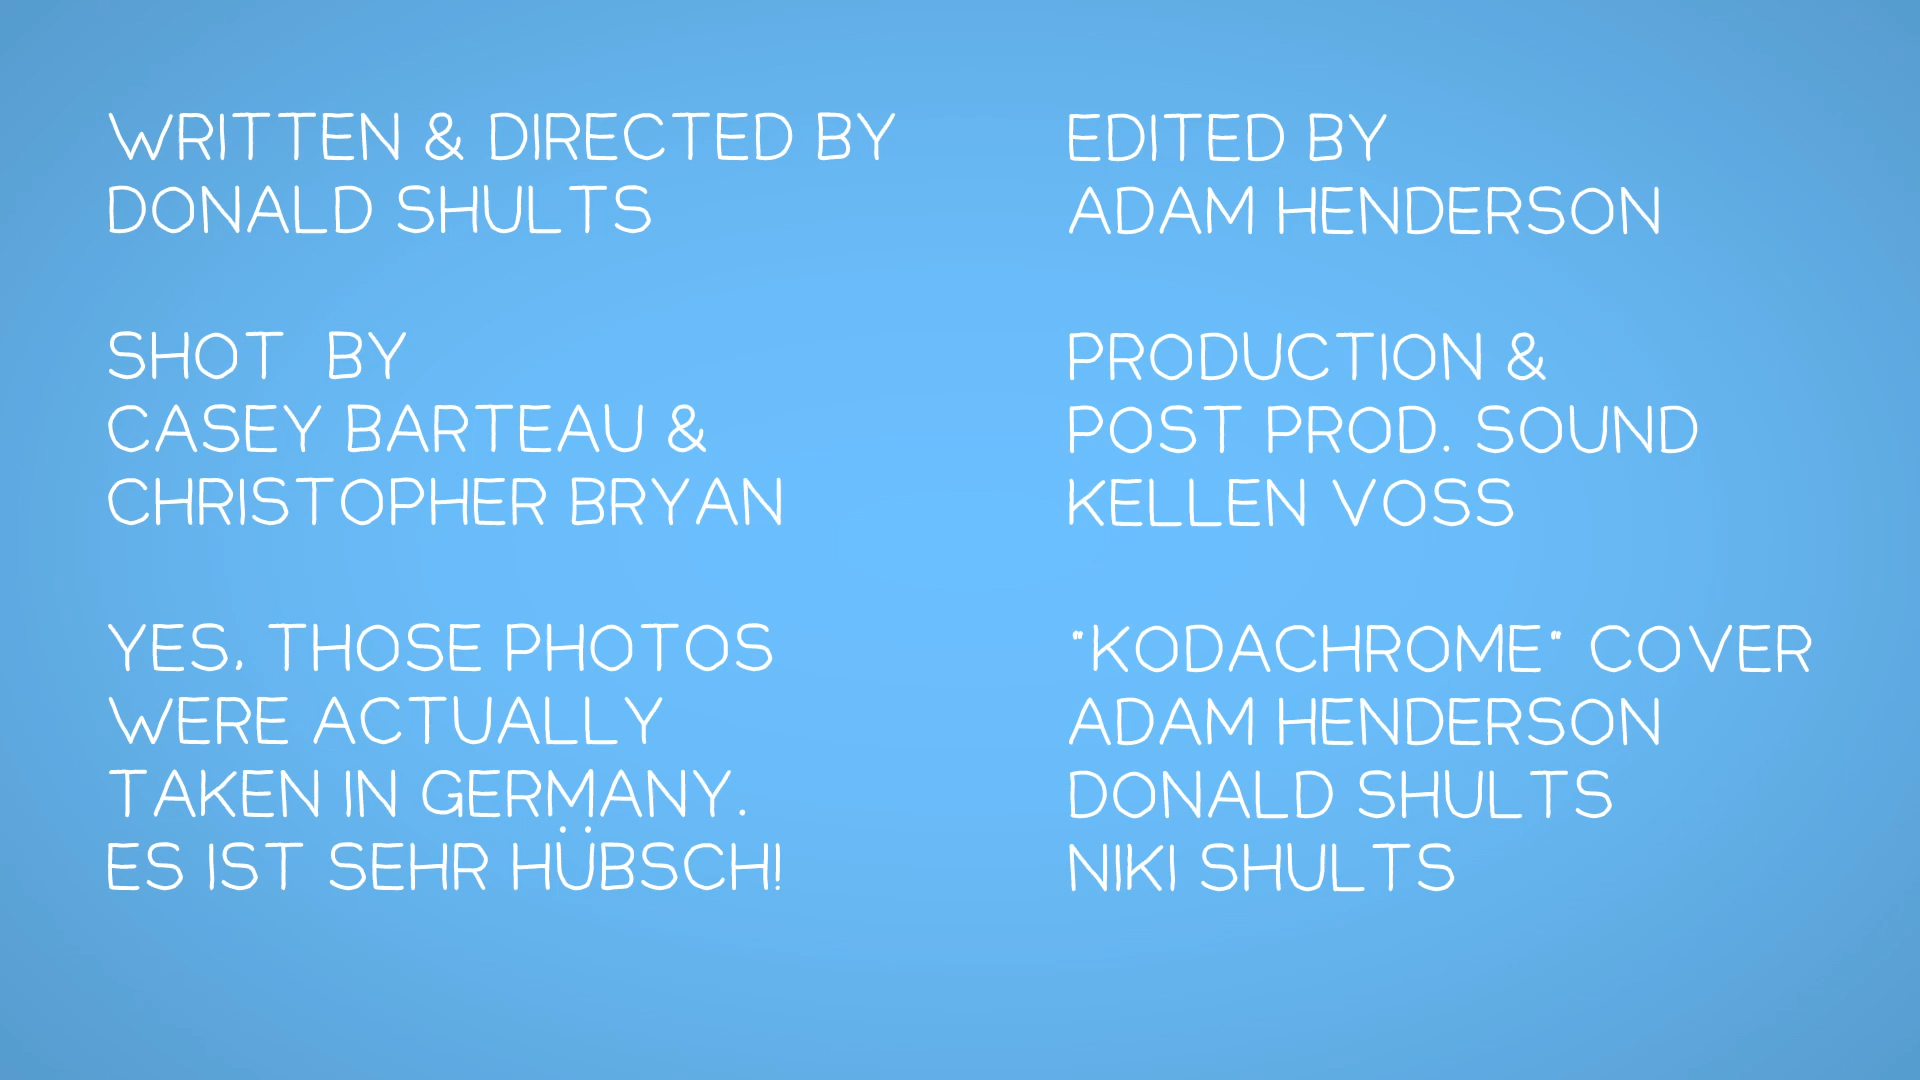 WRITTEN & DIRECTED BY
DONALD SHULTS
SHOT BY
CASEY BARTEAU &
CHRISTOPHER BRYAN
YES, THOSE PHOTOS
WERE ACTUALLY
TAKEN IN GERMANY.
ES IST SEHR HÜBSCH!
EDITED BY
ADAM HENDERSON
PRODUCTION &
POST PROD. SOUND
KELLEN VOSS
"KODACHROME" COVER
ADAM HENDERSON
DONALD SHULTS
NIKI SHULTS